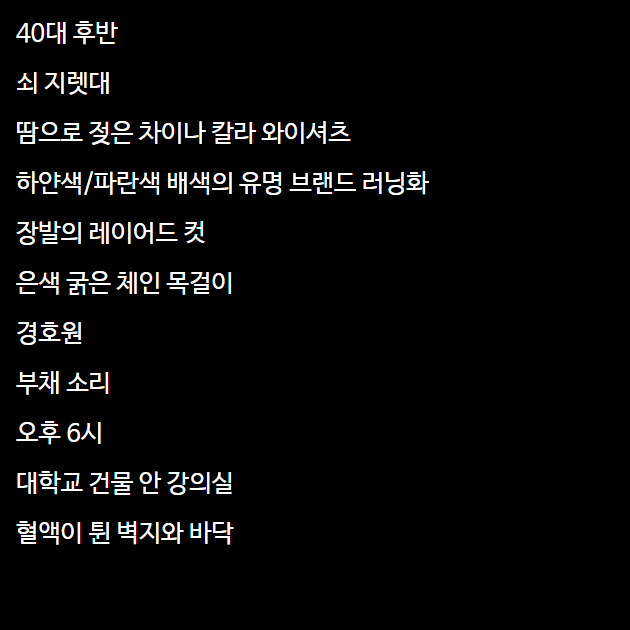 40대 후반
쇠 지렛대
땀으로 젖은 차이나 칼라 와이셔츠
하얀색/파란색 배색의 유명 브랜드 러닝화
장발의 레이어드 컷
은색 굵은 체인 목걸이
경호원
부채 소리
오후 6시
대학교 건물 안 강의실
혈액이 튄 벽지와 바닥